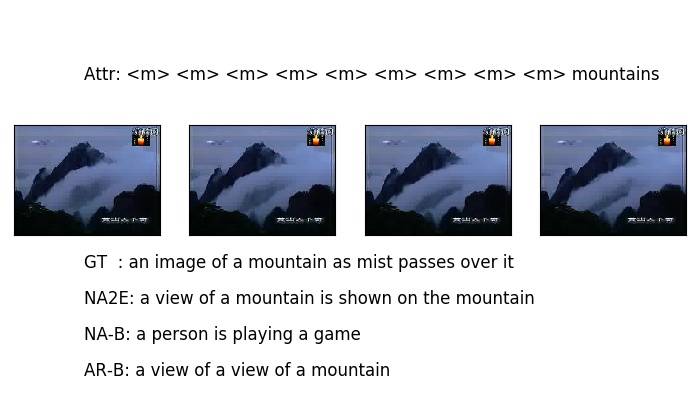 Attr: <m> <m> <m> <m> <m> <m> <m> <m> <m> mountains
GT : an image of a mountain as mist passes over it
NA2E: a view of a mountain is shown on the mountain
NA-B: a person is playing a game
AR-B: a view of a view of a mountain